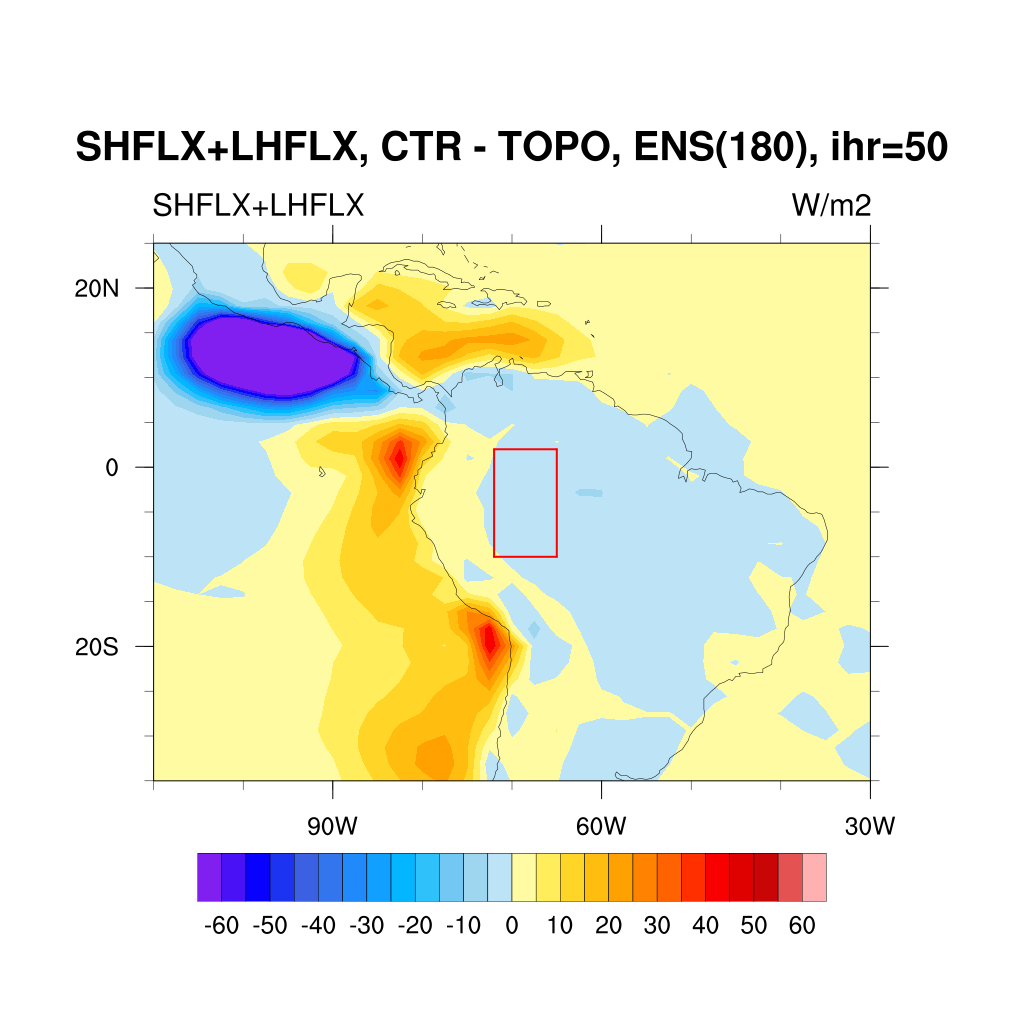 SHFLX+LHFLX, CTR - TOPO, ENS(180), ihr=50
SHFLX+LHFLX W/m2
20N
0
20S
90W 60W 30W
-60 -50 -40 -30 -20 -10 0 10 20 30 40 50 60